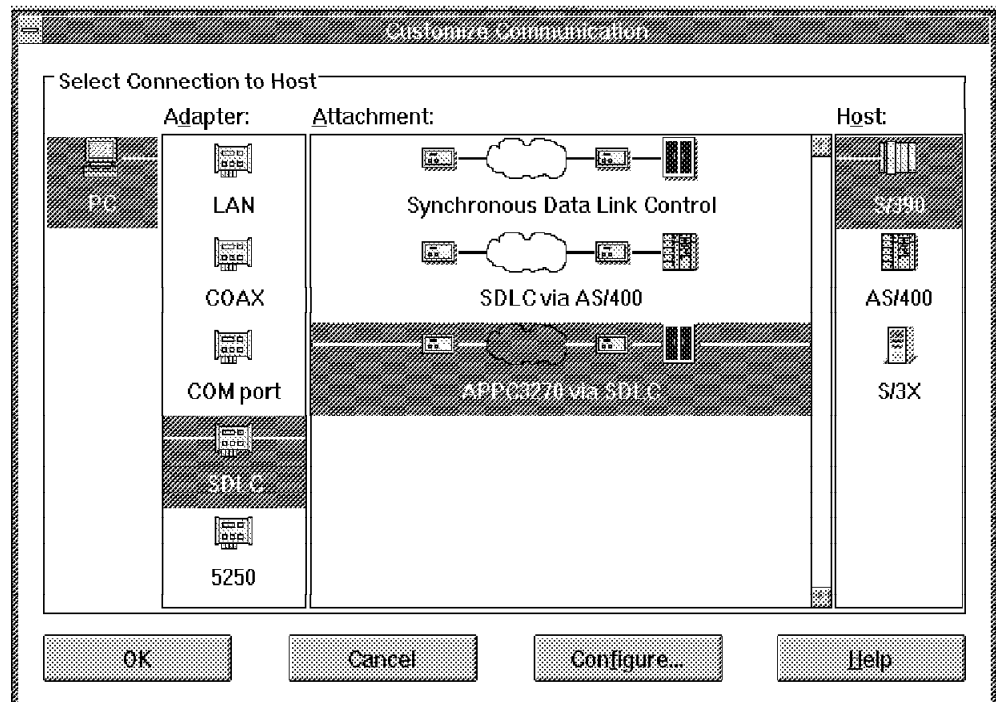 Customize Communication
Select Connection to Host
Adapter:
Attachment:
Host:
PC
LAN
Synchronous Data Link Control
S/390
COAX
SDLC via AS/400
AS/400
COM port
APPC3270 via SDLC
S/3X
SDLC
5250
OK
Cancel
Configure...
Help